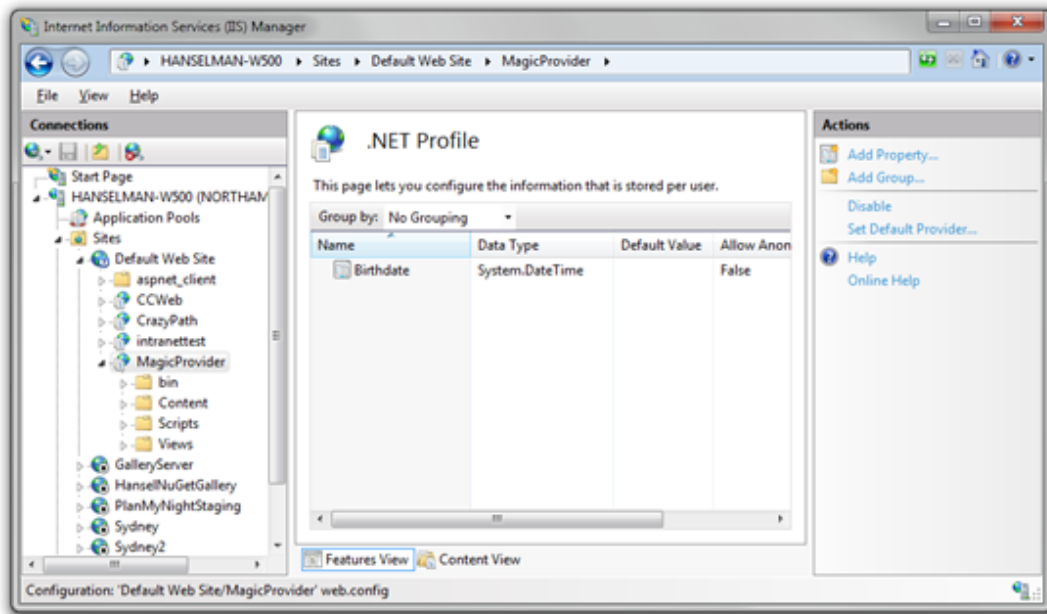 Internet Information Services (IIS) Manager
HANSELMAN-W500 Sites Default Web Site MagicProvider
File View Help
Connections
Start Page
HANSELMAN-W500 (NORTHAM
Application Pools
Sites
Default Web Site
aspnet_client
CCWeb
CrazyPath
intranettest
MagicProvider
bin
Content
Scripts
Views
GalleryServer
HanselNuGetGallery
PlanMyNightStaging
Sydney
Sydney2
.NET Profile
This page lets you configure the information that is stored per user.
Group by: No Grouping
Name Data Type Default Value Allow Anon
Birthdate System.DateTime False
Features View Content View
Actions
Add Property...
Add Group...
Disable
Set Default Provider...
Help
Online Help
Configuration: 'Default Web Site/MagicProvider' web.config